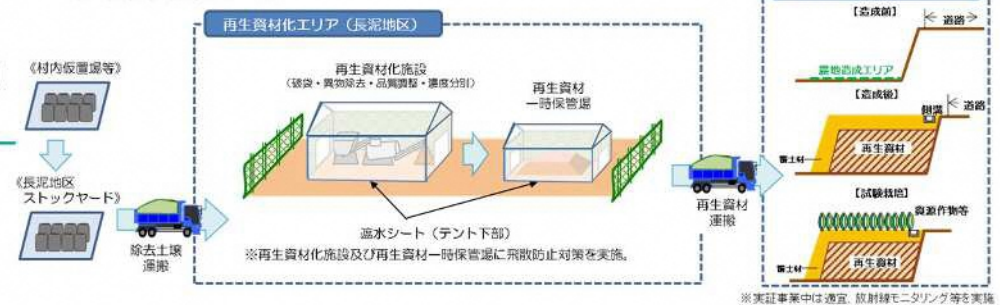 《村内仮置場等》
《長泥地区
ストックヤード》
除去土壌
運搬
再生資材化エリア（長泥地区）
再生資材化施設
（破袋・異物除去・品質調整・濃度分別）
再生資材
一時保管場
遮水シート（テント下部）
※再生資材化施設及び再生資材一時保管場に飛散防止対策を実施。
再生資材
運搬
【造成前】
道路
農地造成エリア
【造成後】
側溝
道路
再生資材
覆土材
【試験栽培】
資源作物等
再生資材
覆土材
※実証事業中は適宜、放射線モニタリング等を実施